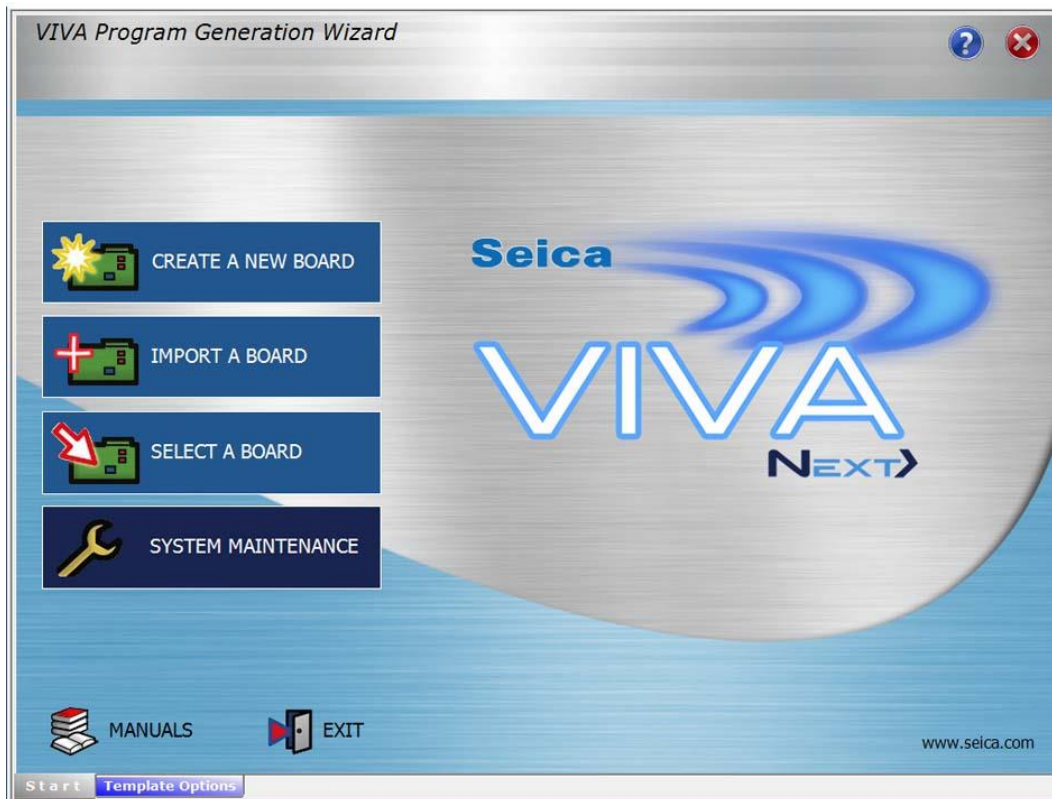 VIVA Program Generation Wizard
?
CREATE A NEW BOARD
IMPORT A BOARD
SELECT A BOARD
SYSTEM MAINTENANCE
Seica
VIVA
NEXT
MANUALS
EXIT
www.seica.com
Start
Template Options